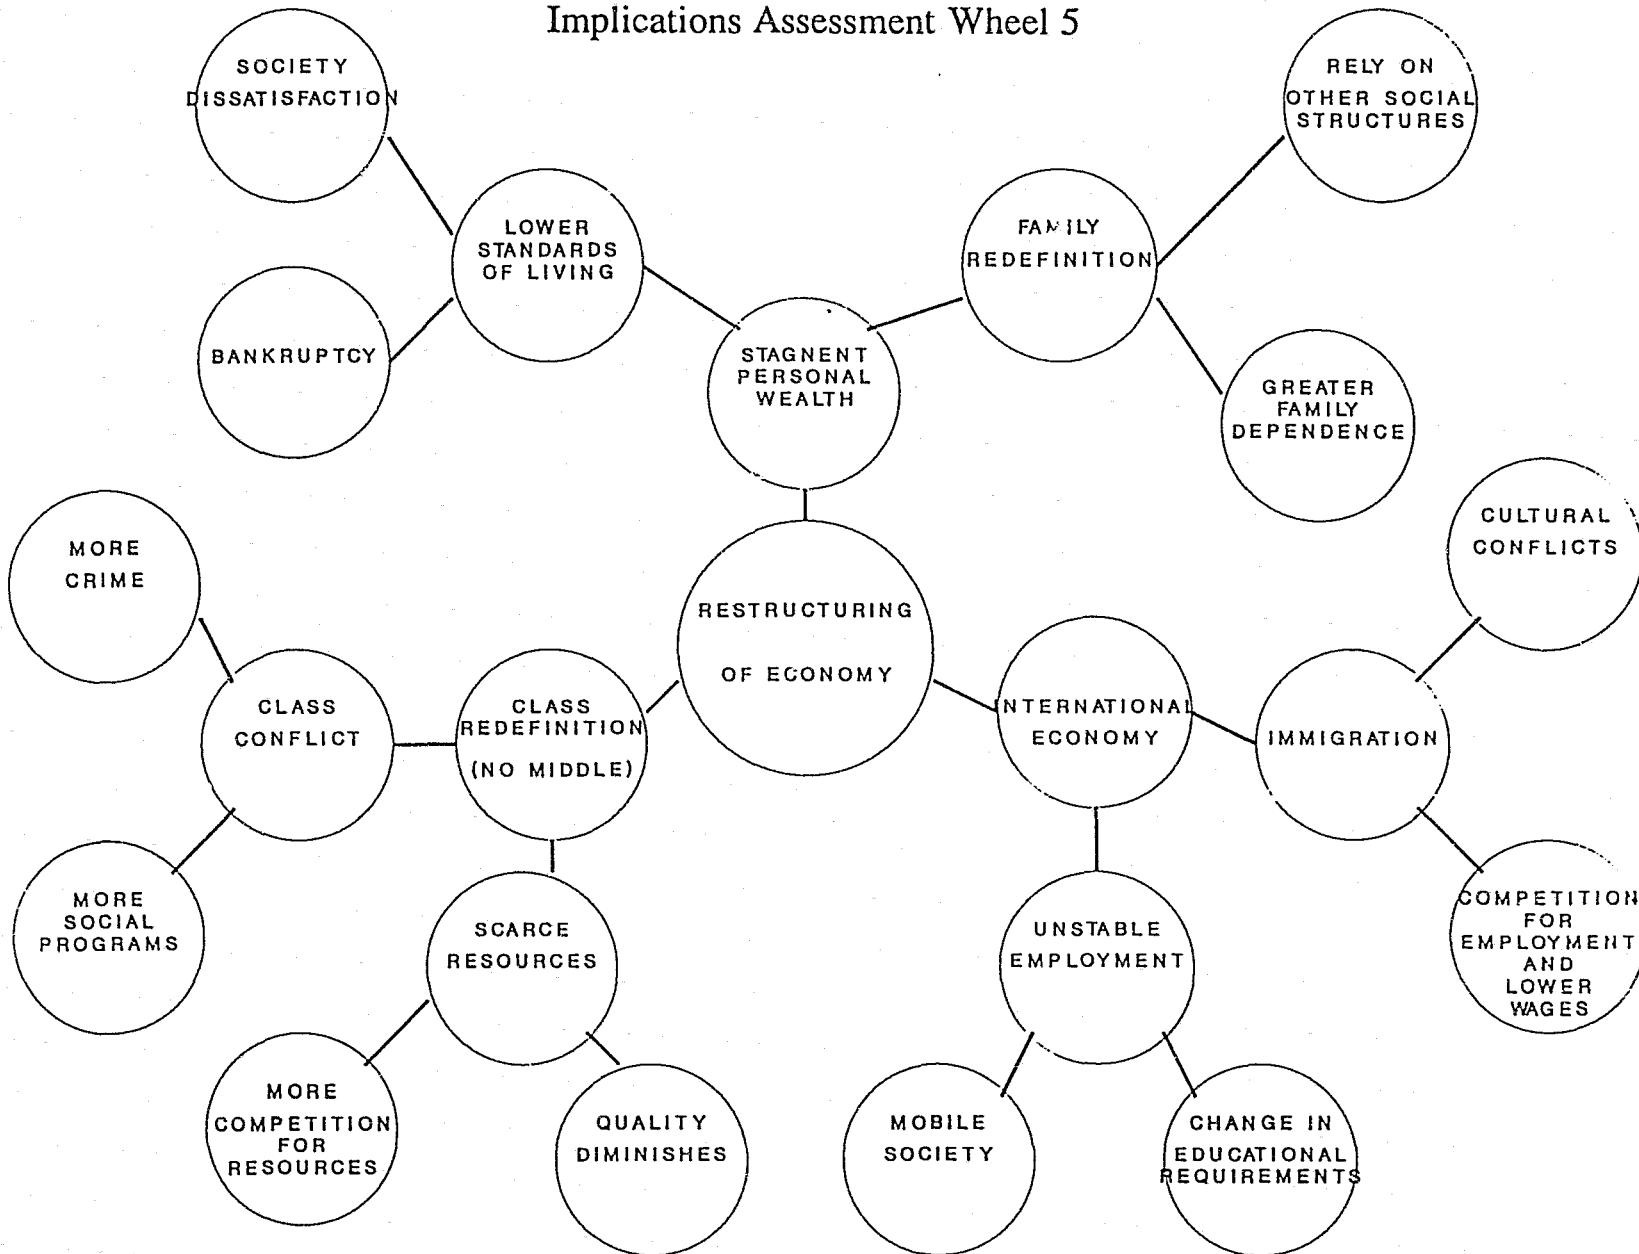 Implications Assessment Wheel 5
SOCIETY
DISSATISFACTION
RELY ON
OTHER SOCIAL
STRUCTURES
LOWER
STANDARDS
OF LIVING
FAMILY
REDEFINITION
BANKRUPTCY
STAGNENT
PERSONAL
WEALTH
GREATER
FAMILY
DEPENDENCE
CULTURAL
CONFLICTS
MORE
CRIME
RESTRUCTURING
OF ECONOMY
CLASS
CONFLICT
CLASS
REDEFINITION
(NO MIDDLE)
INTERNATIONAL
ECONOMY
IMMIGRATION
MORE
SOCIAL
PROGRAMS
SCARCE
RESOURCES
UNSTABLE
EMPLOYMENT
COMPETITION
FOR
EMPLOYMENT
AND
LOWER
WAGES
MORE
COMPETITION
FOR
RESOURCES
QUALITY
DIMINISHES
MOBILE
SOCIETY
CHANGE IN
EDUCATIONAL
REQUIREMENTS